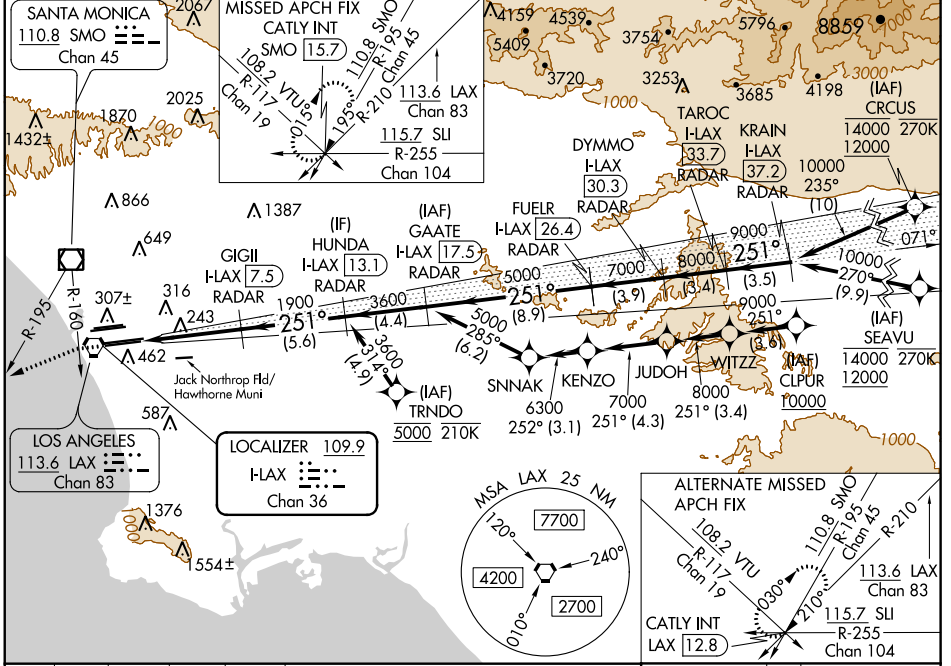 SANTA MONICA
110.8 SMO
Chan 45
2067
MISSED APCH FIX
CATLY INT
SMO 15.7
110.8 SMO
R-195
Chan 45
R-210
108.2 VTU
R-117
Chan 19
015°
195°
113.6 LAX
Chan 83
115.7 SLI
R-255
Chan 104
4159
4539
5409
3754
5796
8859
3720
3253
3685
4198
3000
1000
1000
1432±
1870
2025
866
1387
649
316
307±
243
462
587
1376
1554±
R-195
R-160
(IAF)
CRCUS
14000 270K
12000
TAROC
I-LAX
33.7
RADAR
KRAIN
I-LAX
37.2
RADAR
DYMMO
I-LAX
30.3
RADAR
FUELR
I-LAX 26.4
RADAR
(IAF)
GAATE
I-LAX 17.5
RADAR
(IF)
HUNDA
I-LAX 13.1
RADAR
GIGII
I-LAX 7.5
RADAR
10000
235°
(10)
071°
10000
270°
(9.9)
9000
251°
(3.5)
8000
(3.4)
7000
(3.9)
5000
251°
(8.9)
3600
(4.4)
1900
251°
(5.6)
5000
285°
(6.2)
3600
314°
(4.9)
9000
251°
(3.6)
(IAF)
SEAVU
14000 270K
12000
(IAF)
CLPUR
10000
WITZZ
JUDOH
KENZO
SNNAK
8000
251° (3.4)
7000
251° (4.3)
6300
252° (3.1)
(IAF)
TRNDO
5000 210K
Jack Northrop Fld/
Hawthorne Muni
LOS ANGELES
113.6 LAX
Chan 83
LOCALIZER 109.9
I-LAX
Chan 36
MSA LAX 25 NM
120°
7700
240°
4200
2700
010°
1000
ALTERNATE MISSED
APCH FIX
110.8 SMO
R-195
Chan 45
R-210
108.2 VTU
R-117
Chan 19
030°
210°
113.6 LAX
Chan 83
115.7 SLI
R-255
Chan 104
CATLY INT
LAX 12.8